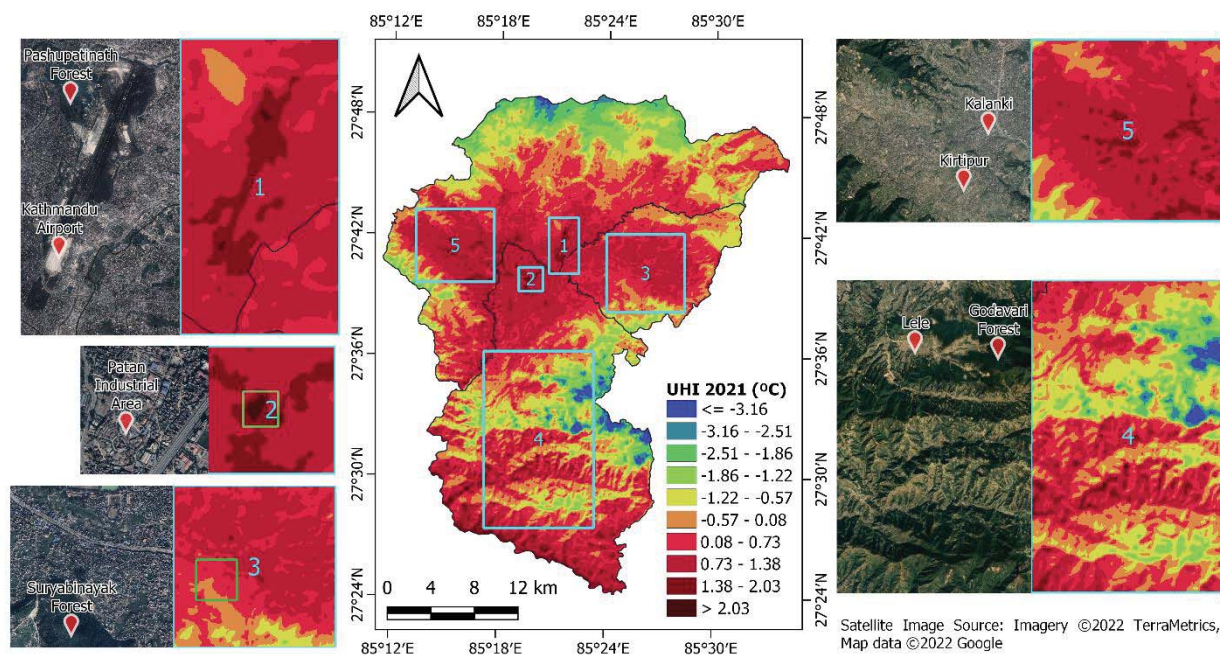 85°12′E
85°18′E
85°24′E
85°30′E
Pashupatinath
Forest
Kathmandu
Airport
1
Patan
Industrial
Area
2
Suryabinayak
Forest
3
27°48′N
27°42′N
27°36′N
27°30′N
27°24′N
5
1
2
3
4
0 4 8 12 km
UHI 2021 (⁰C)
<= -3.16
-3.16 - -2.51
-2.51 - -1.86
-1.86 - -1.22
-1.22 - -0.57
-0.57 - 0.08
0.08 - 0.73
0.73 - 1.38
1.38 - 2.03
> 2.03
27°48′N
27°42′N
27°36′N
27°30′N
27°24′N
85°12′E
85°18′E
85°24′E
85°30′E
Kalanki
Kirtipur
5
Lele
Godavari
Forest
4
Satellite Image Source: Imagery ©2022 TerraMetrics,
Map data ©2022 Google